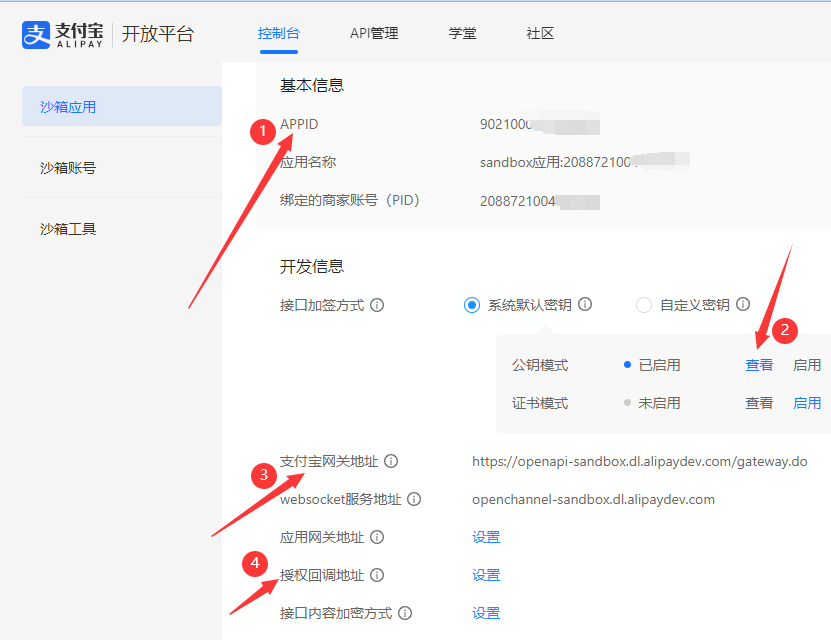 支付宝 ALIPAY 开放平台 控制台 API管理 学堂 社区
沙箱应用
沙箱账号
沙箱工具
基本信息
1 APPID 902100
应用名称 sandbox应用:2088721004
绑定的商家账号（PID） 2088721004
开发信息
接口加签方式 系统默认密钥 自定义密钥
2
公钥模式 已启用 查看 启用
证书模式 未启用 查看 启用
3 支付宝网关地址 https://openapi-sandbox.dl.alipaydev.com/gateway.do
websocket服务地址 openchannel-sandbox.dl.alipaydev.com
应用网关地址 设置
4 授权回调地址 设置
接口内容加密方式 设置